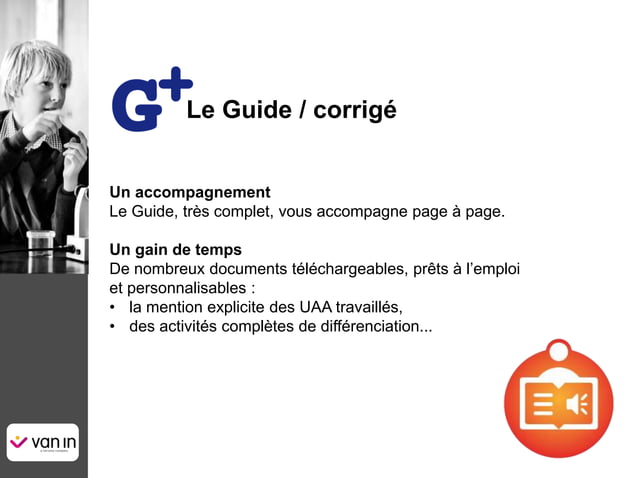 G+ Le Guide / corrigé
Un accompagnement
Le Guide, très complet, vous accompagne page à page.
Un gain de temps
De nombreux documents téléchargeables, prêts à l'emploi
et personnalisables :
• la mention explicite des UAA travaillés,
• des activités complètes de différenciation...
van in